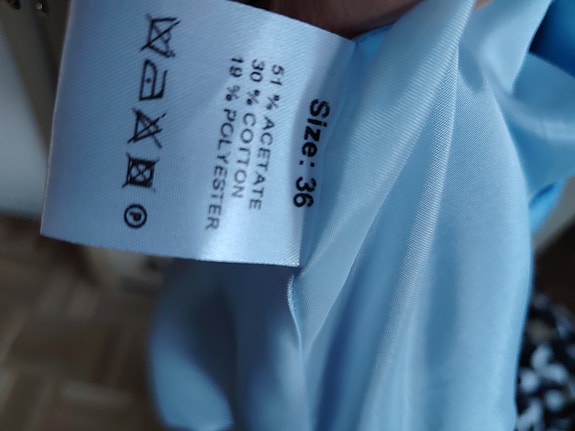 Size: 36
51 % ACETATE
30 % COTTON
19 % POLYESTER
P